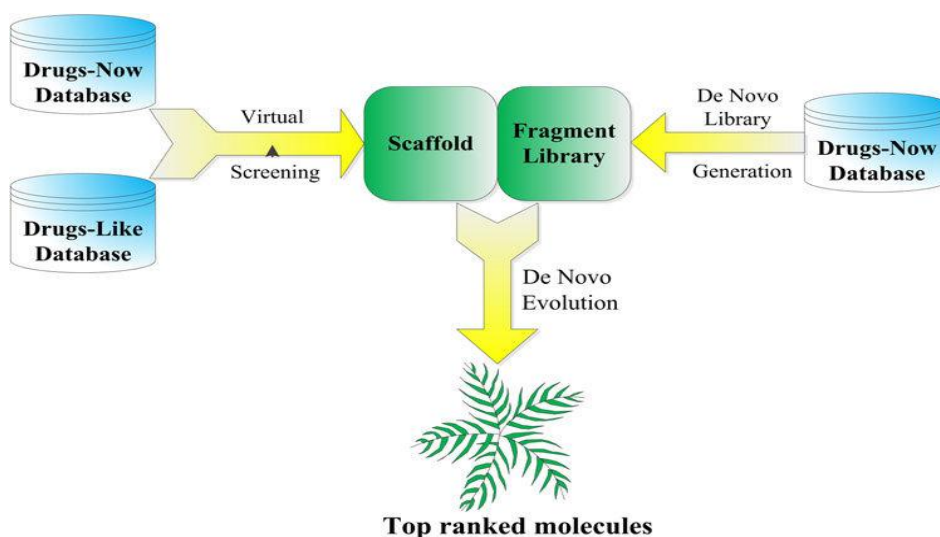 Drugs-Now
Database
Drugs-Like
Database
Virtual
Screening
Scaffold
Fragment
Library
De Novo
Library
Generation
Drugs-Now
Database
De Novo
Evolution
Top ranked molecules